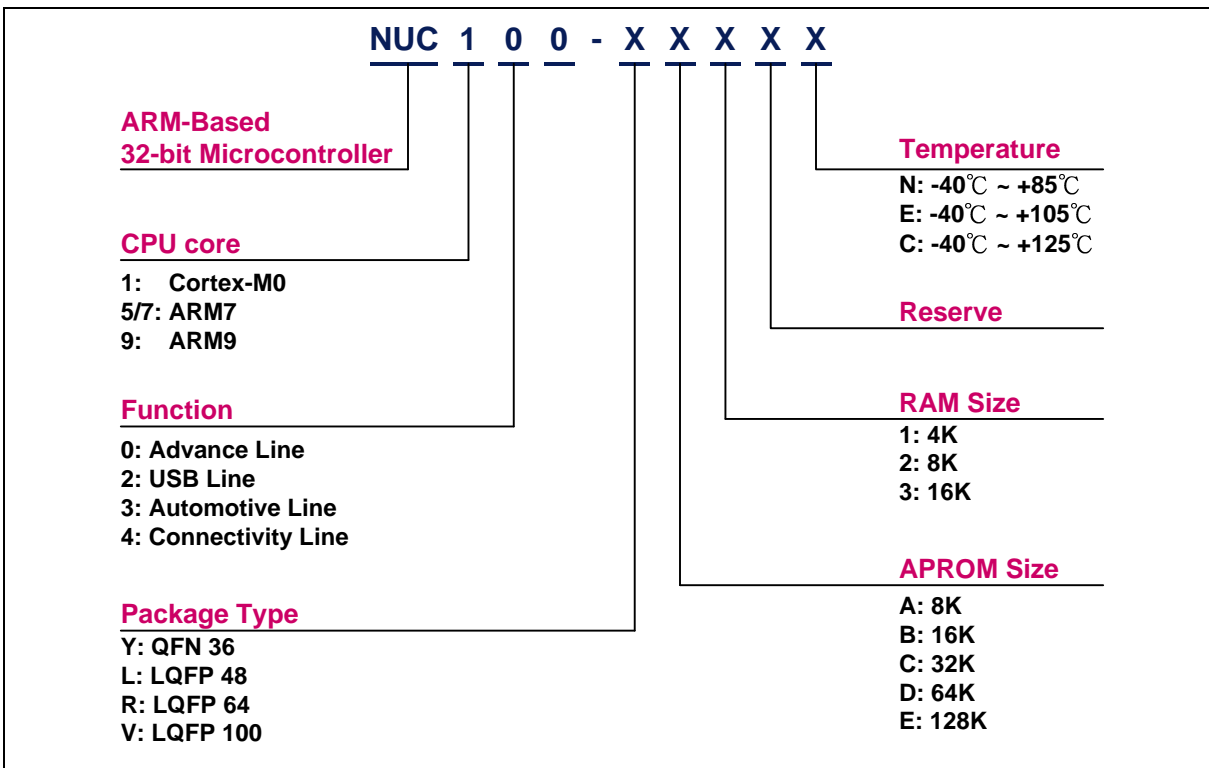 NUC 1 0 0 - X X X X X
ARM-Based
32-bit Microcontroller
CPU core
1: Cortex-M0
5/7: ARM7
9: ARM9
Function
0: Advance Line
2: USB Line
3: Automotive Line
4: Connectivity Line
Package Type
Y: QFN 36
L: LQFP 48
R: LQFP 64
V: LQFP 100
Temperature
N: -40℃ ~ +85℃
E: -40℃ ~ +105℃
C: -40℃ ~ +125℃
Reserve
RAM Size
1: 4K
2: 8K
3: 16K
APROM Size
A: 8K
B: 16K
C: 32K
D: 64K
E: 128K